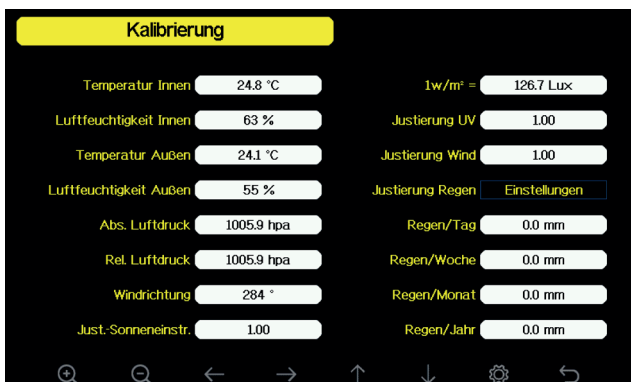 Kalibrierung
Temperatur Innen 24.8 °C
Luftfeuchtigkeit Innen 63 %
Temperatur Außen 24.1 °C
Luftfeuchtigkeit Außen 55 %
Abs. Luftdruck 1005.9 hpa
Rel. Luftdruck 1005.9 hpa
Windrichtung 284 °
Just.-Sonneneinstr. 1.00
1w/m² = 126.7 Lux
Justierung UV 1.00
Justierung Wind 1.00
Justierung Regen Einstellungen
Regen/Tag 0.0 mm
Regen/Woche 0.0 mm
Regen/Monat 0.0 mm
Regen/Jahr 0.0 mm